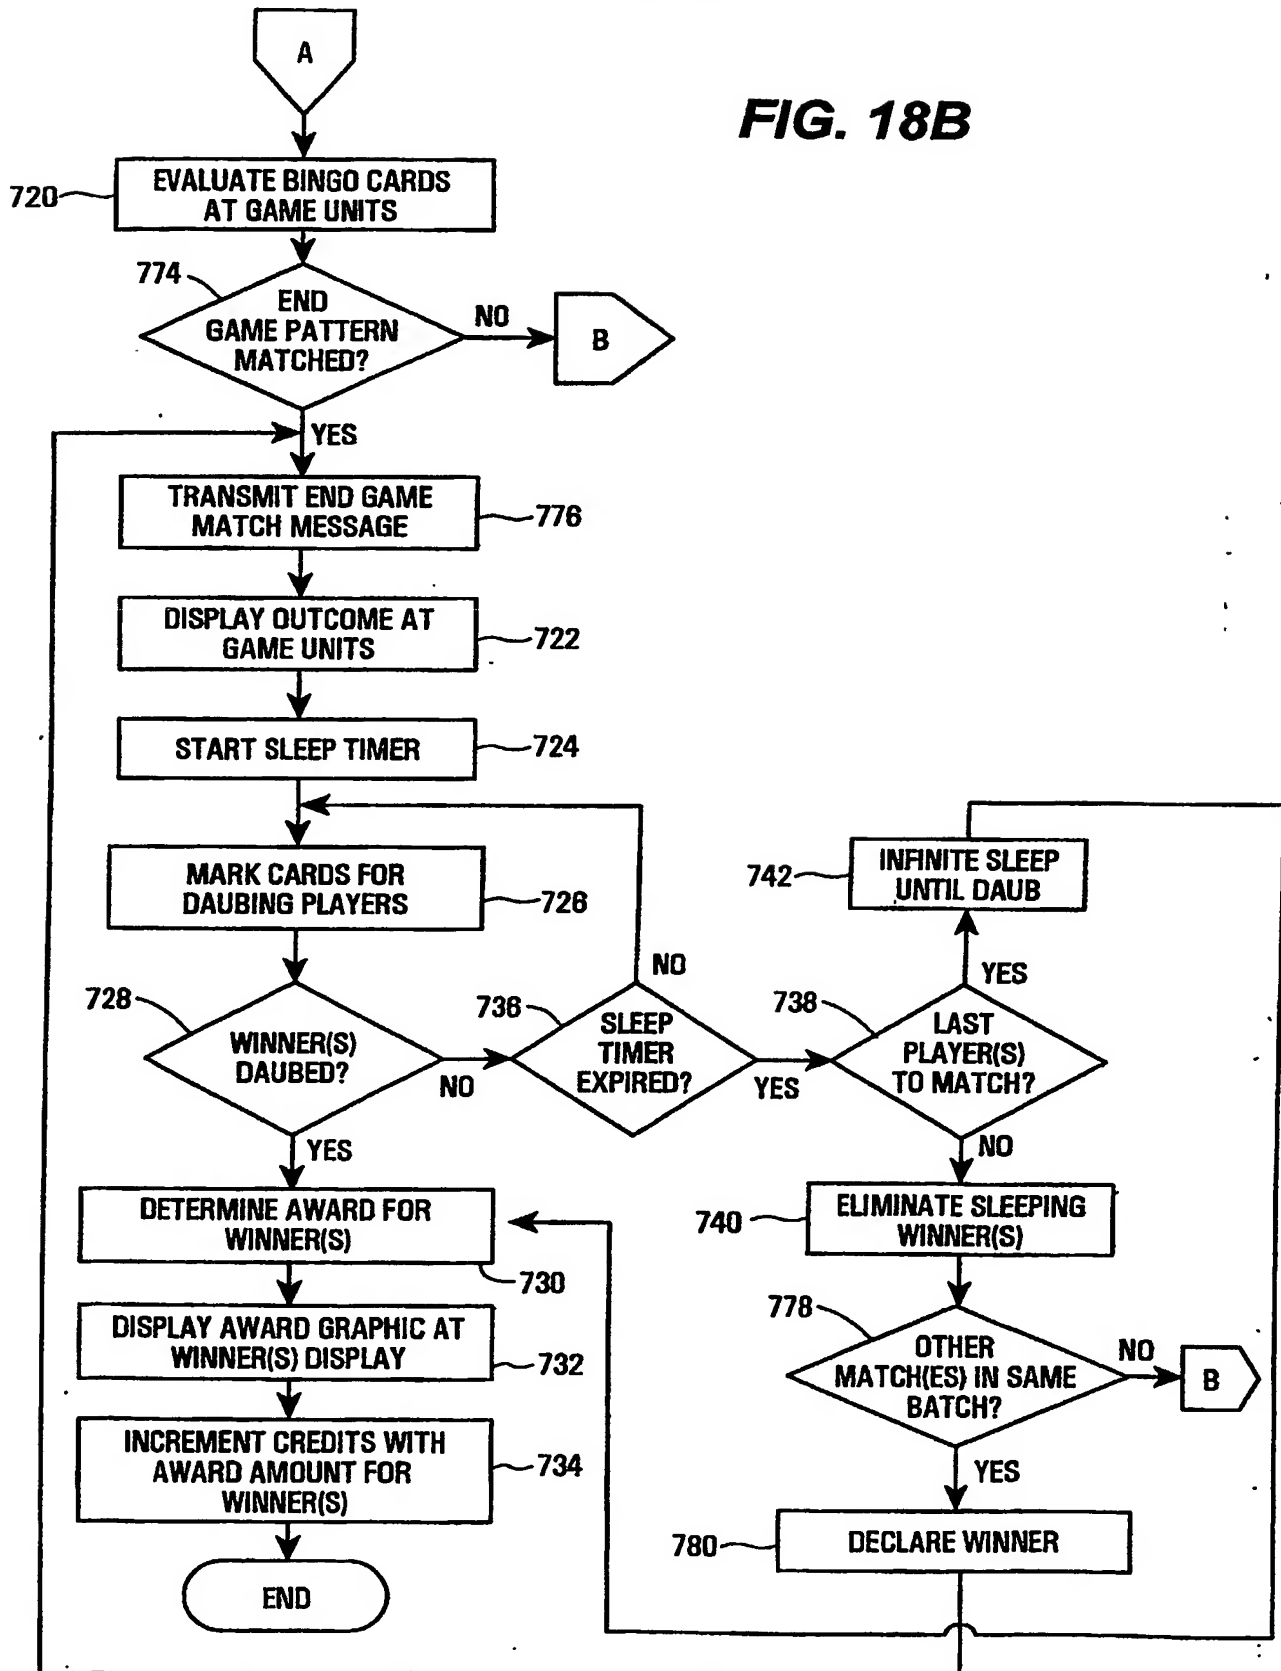 A
FIG. 18B
720
EVALUATE BINGO CARDS
AT GAME UNITS
774
END
GAME PATTERN
MATCHED?
NO
B
YES
TRANSMIT END GAME
MATCH MESSAGE
776
DISPLAY OUTCOME AT
GAME UNITS
722
START SLEEP TIMER
724
MARK CARDS FOR
DAUBING PLAYERS
726
742
INFINITE SLEEP
UNTIL DAUB
728
WINNER(S)
DAUBED?
NO
736
SLEEP
TIMER
EXPIRED?
NO
YES
738
LAST
PLAYER(S)
TO MATCH?
YES
NO
YES
DETERMINE AWARD FOR
WINNER(S)
730
740
ELIMINATE SLEEPING
WINNER(S)
DISPLAY AWARD GRAPHIC AT
WINNER(S) DISPLAY
732
778
OTHER
MATCH(ES) IN SAME
BATCH?
NO
B
INCREMENT CREDITS WITH
AWARD AMOUNT FOR
WINNER(S)
734
YES
780
DECLARE WINNER
END